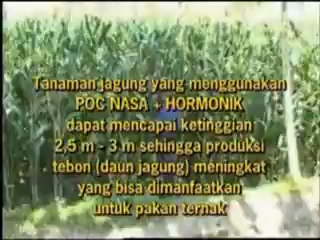 Tanaman jagung yang menggunakan
POC NASA + HORMONIK
dapat mencapai ketinggian
2,5 m - 3 m sehingga produksi
tebon (daun jagung) meningkat
yang bisa dimanfaatkan
untuk pakan ternak